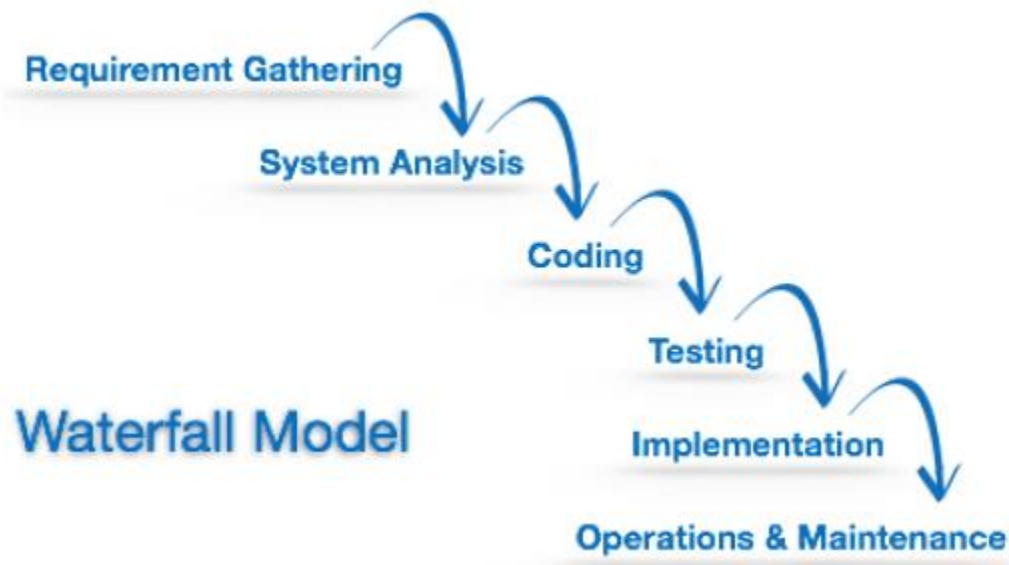 Requirement Gathering
System Analysis
Coding
Testing
Waterfall Model
Implementation
Operations & Maintenance